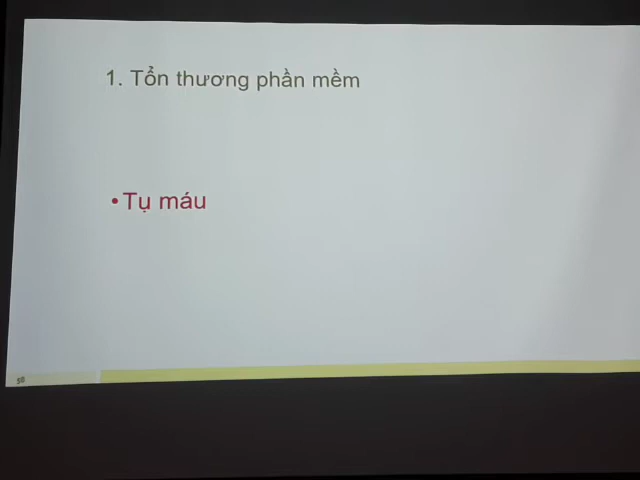 1. Tổn thương phần mềm
• Tụ máu